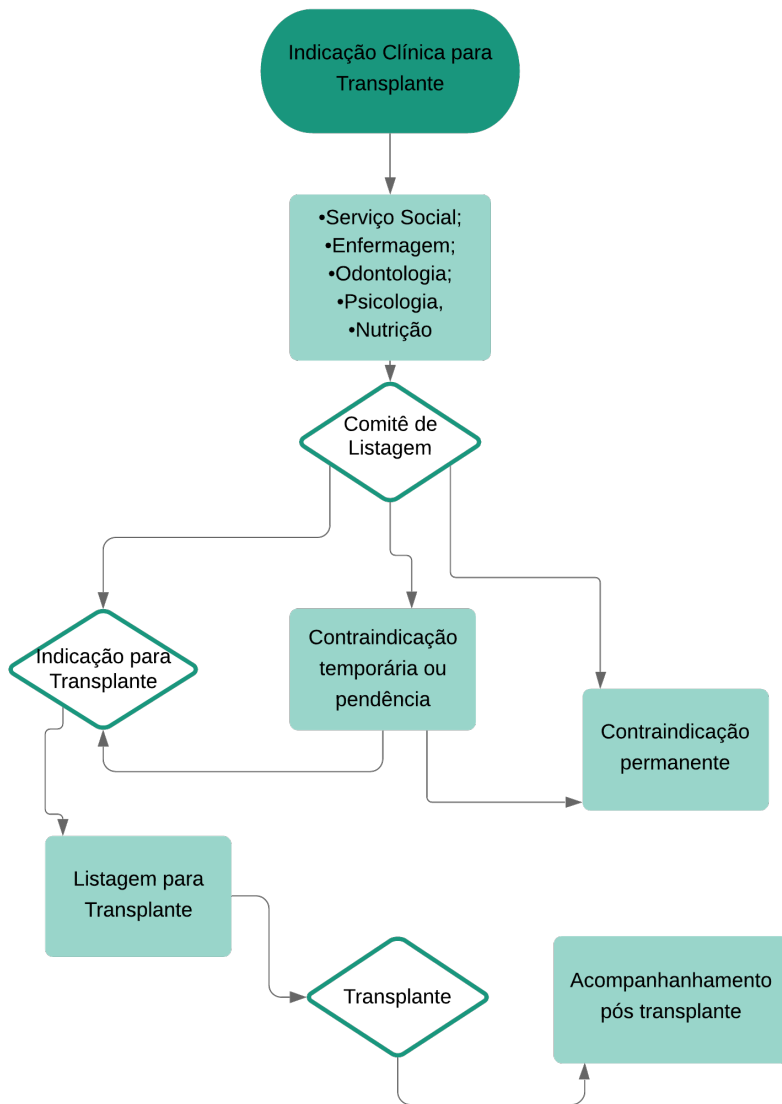 Indicação Clínica para
Transplante
•Serviço Social;
•Enfermagem;
•Odontologia;
•Psicologia,
•Nutrição
Comitê de
Listagem
Indicação para
Transplante
Contraindicação
temporária ou
pendência
Contraindicação
permanente
Listagem para
Transplante
Transplante
Acompanhanhamento
pós transplante